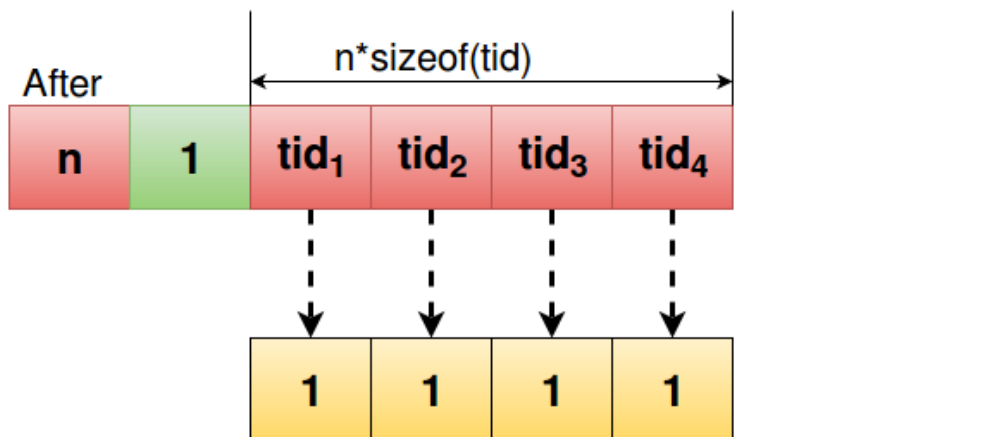 n*sizeof(tid)
After
n 1 tid₁ tid₂ tid₃ tid₄
1 1 1 1